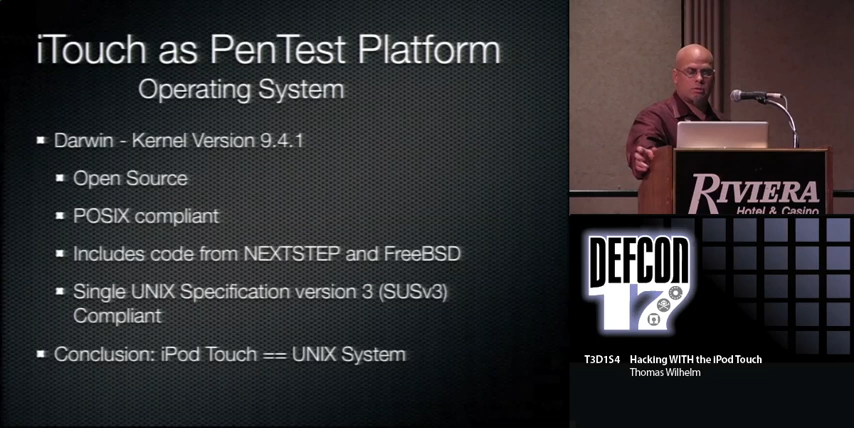 iTouch as PenTest Platform
Operating System
Darwin - Kernel Version 9.4.1
Open Source
POSIX compliant
Includes code from NEXTSTEP and FreeBSD
Single UNIX Specification version 3 (SUSv3)
Compliant
Conclusion: iPod Touch == UNIX System
RIVIERA
Hotel & Casino
DEFCON
17
T3D1S4 Hacking WITH the iPod Touch
Thomas Wilhelm